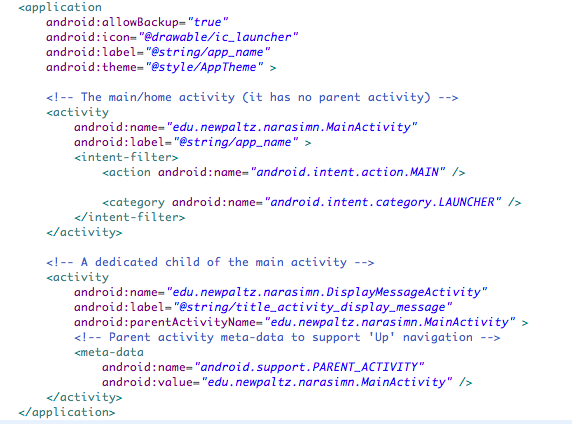 <application
android:allowBackup="true"
android:icon="@drawable/ic_launcher"
android:label="@string/app_name"
android:theme="@style/AppTheme" >
<!-- The main/home activity (it has no parent activity) -->
<activity
android:name="edu.newpaltz.narasimn.MainActivity"
android:label="@string/app_name" >
<intent-filter>
<action android:name="android.intent.action.MAIN" />
<category android:name="android.intent.category.LAUNCHER" />
</intent-filter>
</activity>
<!-- A dedicated child of the main activity -->
<activity
android:name="edu.newpaltz.narasimn.DisplayMessageActivity"
android:label="@string/title_activity_display_message"
android:parentActivityName="edu.newpaltz.narasimn.MainActivity" >
<!-- Parent activity meta-data to support 'Up' navigation -->
<meta-data
android:name="android.support.PARENT_ACTIVITY"
android:value="edu.newpaltz.narasimn.MainActivity" />
</activity>
</application>